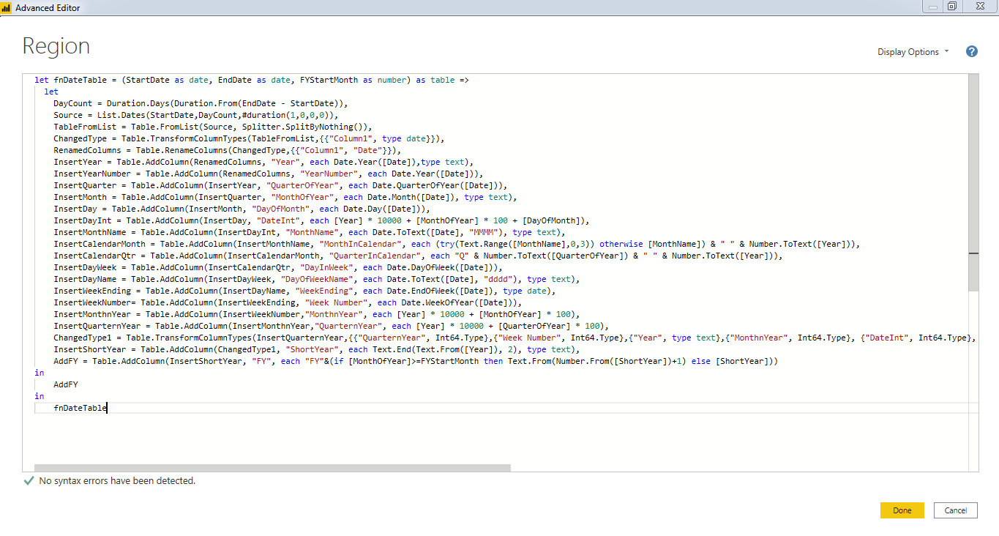 Advanced Editor
Region
Display Options
?
let fnDateTable = (StartDate as date, EndDate as date, FYStartMonth as number) as table =>
let
DayCount = Duration.Days(Duration.From(EndDate - StartDate)),
Source = List.Dates(StartDate,DayCount,#duration(1,0,0,0)),
TableFromList = Table.FromList(Source, Splitter.SplitByNothing()),
ChangedType = Table.TransformColumnTypes(TableFromList,{{"Column1", type date}}),
RenamedColumns = Table.RenameColumns(ChangedType,{{"Column1", "Date"}}),
InsertYear = Table.AddColumn(RenamedColumns, "Year", each Date.Year([Date]),type text),
InsertYearNumber = Table.AddColumn(RenamedColumns, "YearNumber", each Date.Year([Date])),
InsertQuarter = Table.AddColumn(InsertYear, "QuarterOfYear", each Date.QuarterOfYear([Date])),
InsertMonth = Table.AddColumn(InsertQuarter, "MonthOfYear", each Date.Month([Date]), type text),
InsertDay = Table.AddColumn(InsertMonth, "DayOfMonth", each Date.Day([Date])),
InsertDayInt = Table.AddColumn(InsertDay, "DateInt", each [Year] * 10000 + [MonthOfYear] * 100 + [DayOfMonth]),
InsertMonthName = Table.AddColumn(InsertDayInt, "MonthName", each Date.ToText([Date], "MMMM"), type text),
InsertCalendarMonth = Table.AddColumn(InsertMonthName, "MonthInCalendar", each (try(Text.Range([MonthName],0,3)) otherwise [MonthName]) & " " & Number.ToText([Year])),
InsertCalendarQtr = Table.AddColumn(InsertCalendarMonth, "QuarterInCalendar", each "Q" & Number.ToText([QuarterOfYear]) & " " & Number.ToText([Year])),
InsertDayWeek = Table.AddColumn(InsertCalendarQtr, "DayInWeek", each Date.DayOfWeek([Date])),
InsertDayName = Table.AddColumn(InsertDayWeek, "DayOfWeekName", each Date.ToText([Date], "dddd"), type text),
InsertWeekEnding = Table.AddColumn(InsertDayName, "WeekEnding", each Date.EndOfWeek([Date]), type date),
InsertWeekNumber= Table.AddColumn(InsertWeekEnding, "Week Number", each Date.WeekOfYear([Date])),
InsertMonthnYear = Table.AddColumn(InsertWeekNumber,"MonthnYear", each [Year] * 10000 + [MonthOfYear] * 100),
InsertQuarternYear = Table.AddColumn(InsertMonthnYear,"QuarternYear", each [Year] * 10000 + [QuarterOfYear] * 100),
ChangedType1 = Table.TransformColumnTypes(InsertQuarternYear,{{"QuarternYear", Int64.Type},{"Week Number", Int64.Type},{"Year", type text},{"MonthnYear", Int64.Type}, {"DateInt", Int64.Type},
InsertShortYear = Table.AddColumn(ChangedType1, "ShortYear", each Text.End(Text.From([Year]), 2), type text),
AddFY = Table.AddColumn(InsertShortYear, "FY", each "FY"&(if [MonthOfYear]>=FYStartMonth then Text.From(Number.From([ShortYear])+1) else [ShortYear]))
in
AddFY
in
fnDateTable
No syntax errors have been detected.
Done
Cancel